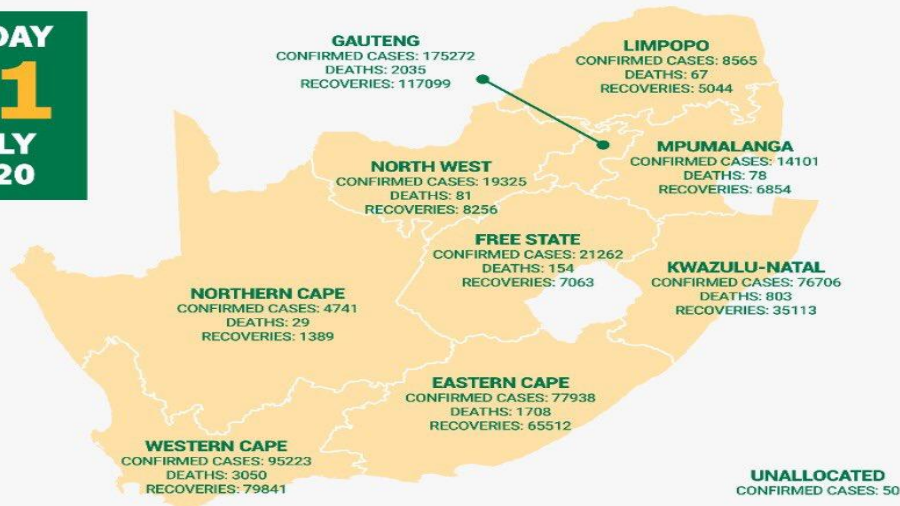 DAY
1
LY
20
GAUTENG
CONFIRMED CASES: 175272
DEATHS: 2035
RECOVERIES: 117099
LIMPOPO
CONFIRMED CASES: 8565
DEATHS: 67
RECOVERIES: 5044
MPUMALANGA
CONFIRMED CASES: 14101
DEATHS: 78
RECOVERIES: 6854
NORTH WEST
CONFIRMED CASES: 19325
DEATHS: 81
RECOVERIES: 8256
FREE STATE
CONFIRMED CASES: 21262
DEATHS: 154
RECOVERIES: 7063
KWAZULU-NATAL
CONFIRMED CASES: 76706
DEATHS: 803
RECOVERIES: 35113
NORTHERN CAPE
CONFIRMED CASES: 4741
DEATHS: 29
RECOVERIES: 1389
EASTERN CAPE
CONFIRMED CASES: 77938
DEATHS: 1708
RECOVERIES: 65512
WESTERN CAPE
CONFIRMED CASES: 95223
DEATHS: 3050
RECOVERIES: 79841
UNALLOCATED
CONFIRMED CASES: 50